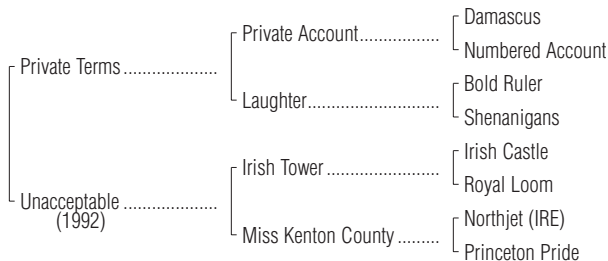 Damascus
Private Account....................
Numbered Account
Private Terms .....................
Bold Ruler
Laughter.................................
Shenanigans
Irish Castle
Irish Tower ............................
Royal Loom
Unacceptable .....................
(1992)
Northjet (IRE)
Miss Kenton County ..........
Princeton Pride